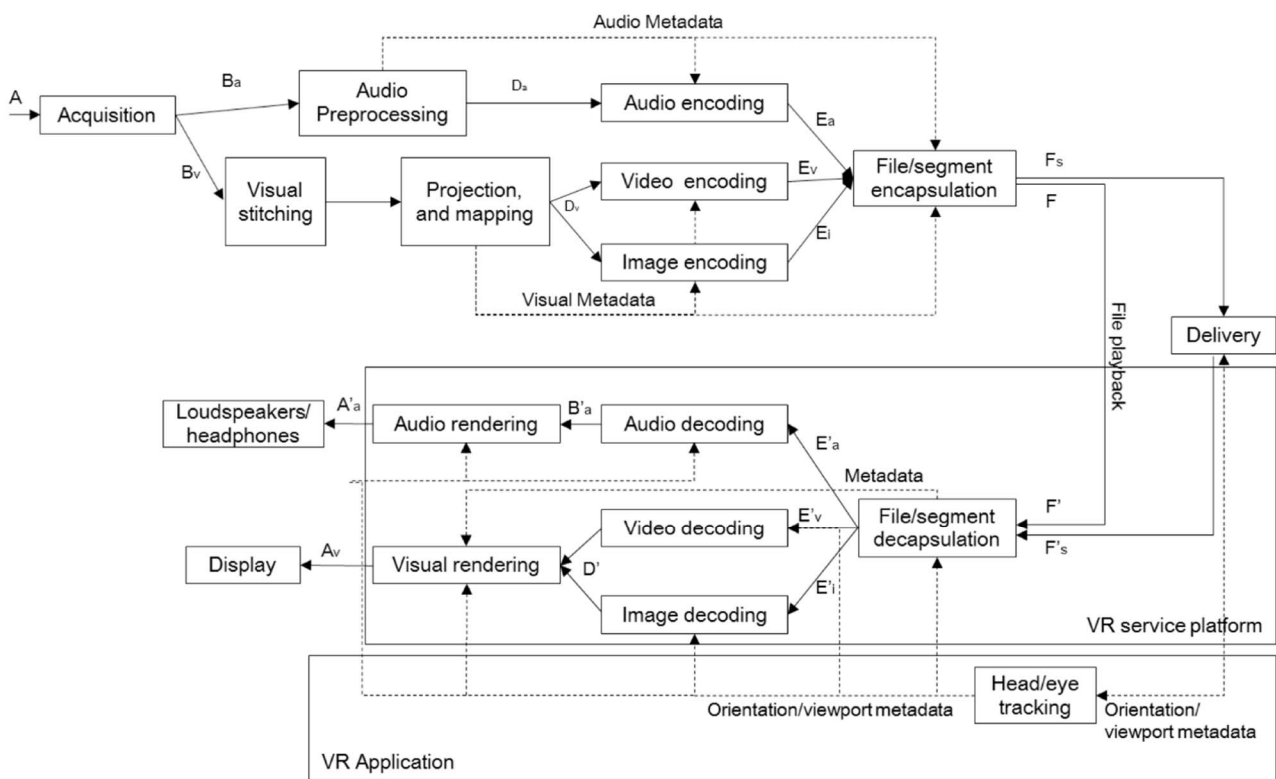 Audio Metadata
A
Acquisition
Ba
Audio
Preprocessing
Da
Audio encoding
Ea
Bv
Visual
stitching
Projection,
and mapping
Dv
Video encoding
Ev
Image encoding
Ei
Visual Metadata
File/segment
encapsulation
Fs
F
File playback
Delivery
Loudspeakers/
headphones
A'a
Audio rendering
B'a
Audio decoding
E'a
Metadata
Video decoding
E'v
File/segment
decapsulation
F'
F's
Display
Av
Visual rendering
D'
Image decoding
E'i
VR service platform
Head/eye
tracking
Orientation/viewport metadata
Orientation/
viewport metadata
VR Application